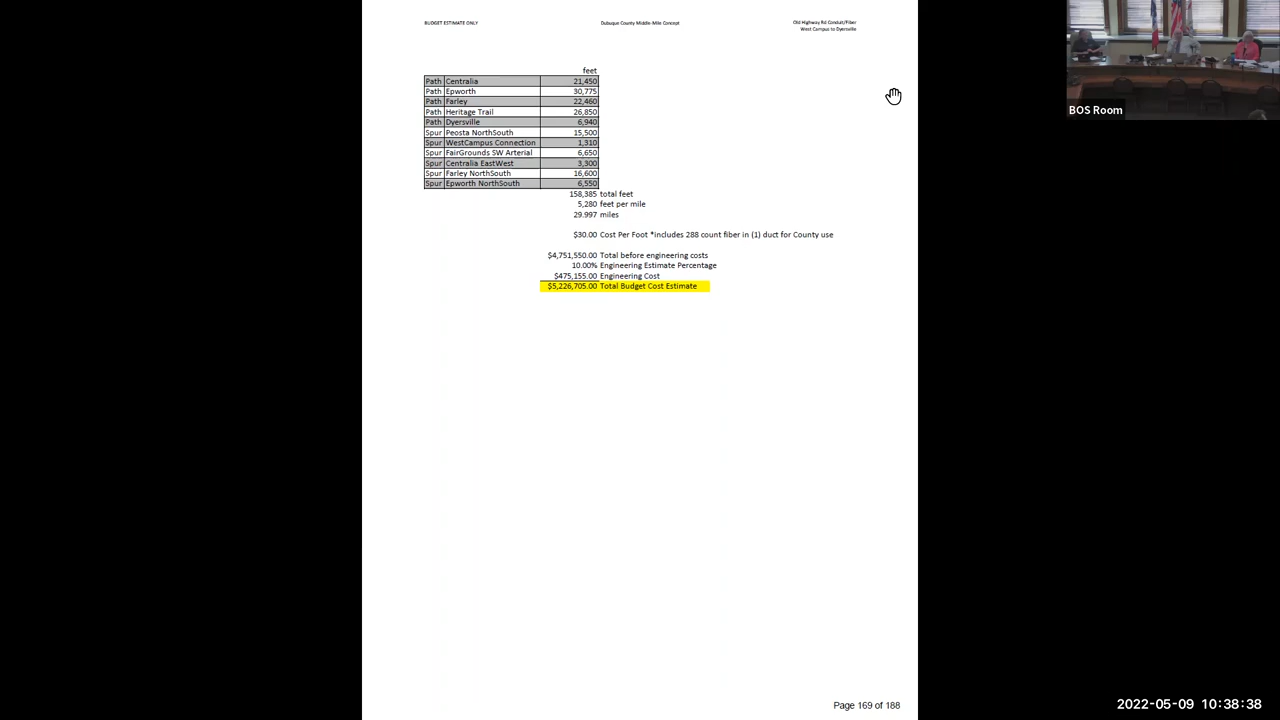 BUDGET ESTIMATE ONLY Dubuque County Middle-Mile Concept Old Highway Rd Conduit/Fiber
West Campus to Dyersville
feet
Path Centralia 21,450
Path Epworth 30,775
Path Farley 22,460
Path Heritage Trail 26,850
Path Dyersville 6,940
Spur Peosta NorthSouth 15,500
Spur WestCampus Connection 1,310
Spur FairGrounds SW Arterial 6,650
Spur Centralia EastWest 3,300
Spur Farley NorthSouth 16,600
Spur Epworth NorthSouth 6,550
158,385 total feet
5,280 feet per mile
29.997 miles
$30.00 Cost Per Foot *includes 288 count fiber in (1) duct for County use
$4,751,550.00 Total before engineering costs
10.00% Engineering Estimate Percentage
$475,155.00 Engineering Cost
$5,226,705.00 Total Budget Cost Estimate
Page 169 of 188
BOS Room
2022-05-09 10:38:38